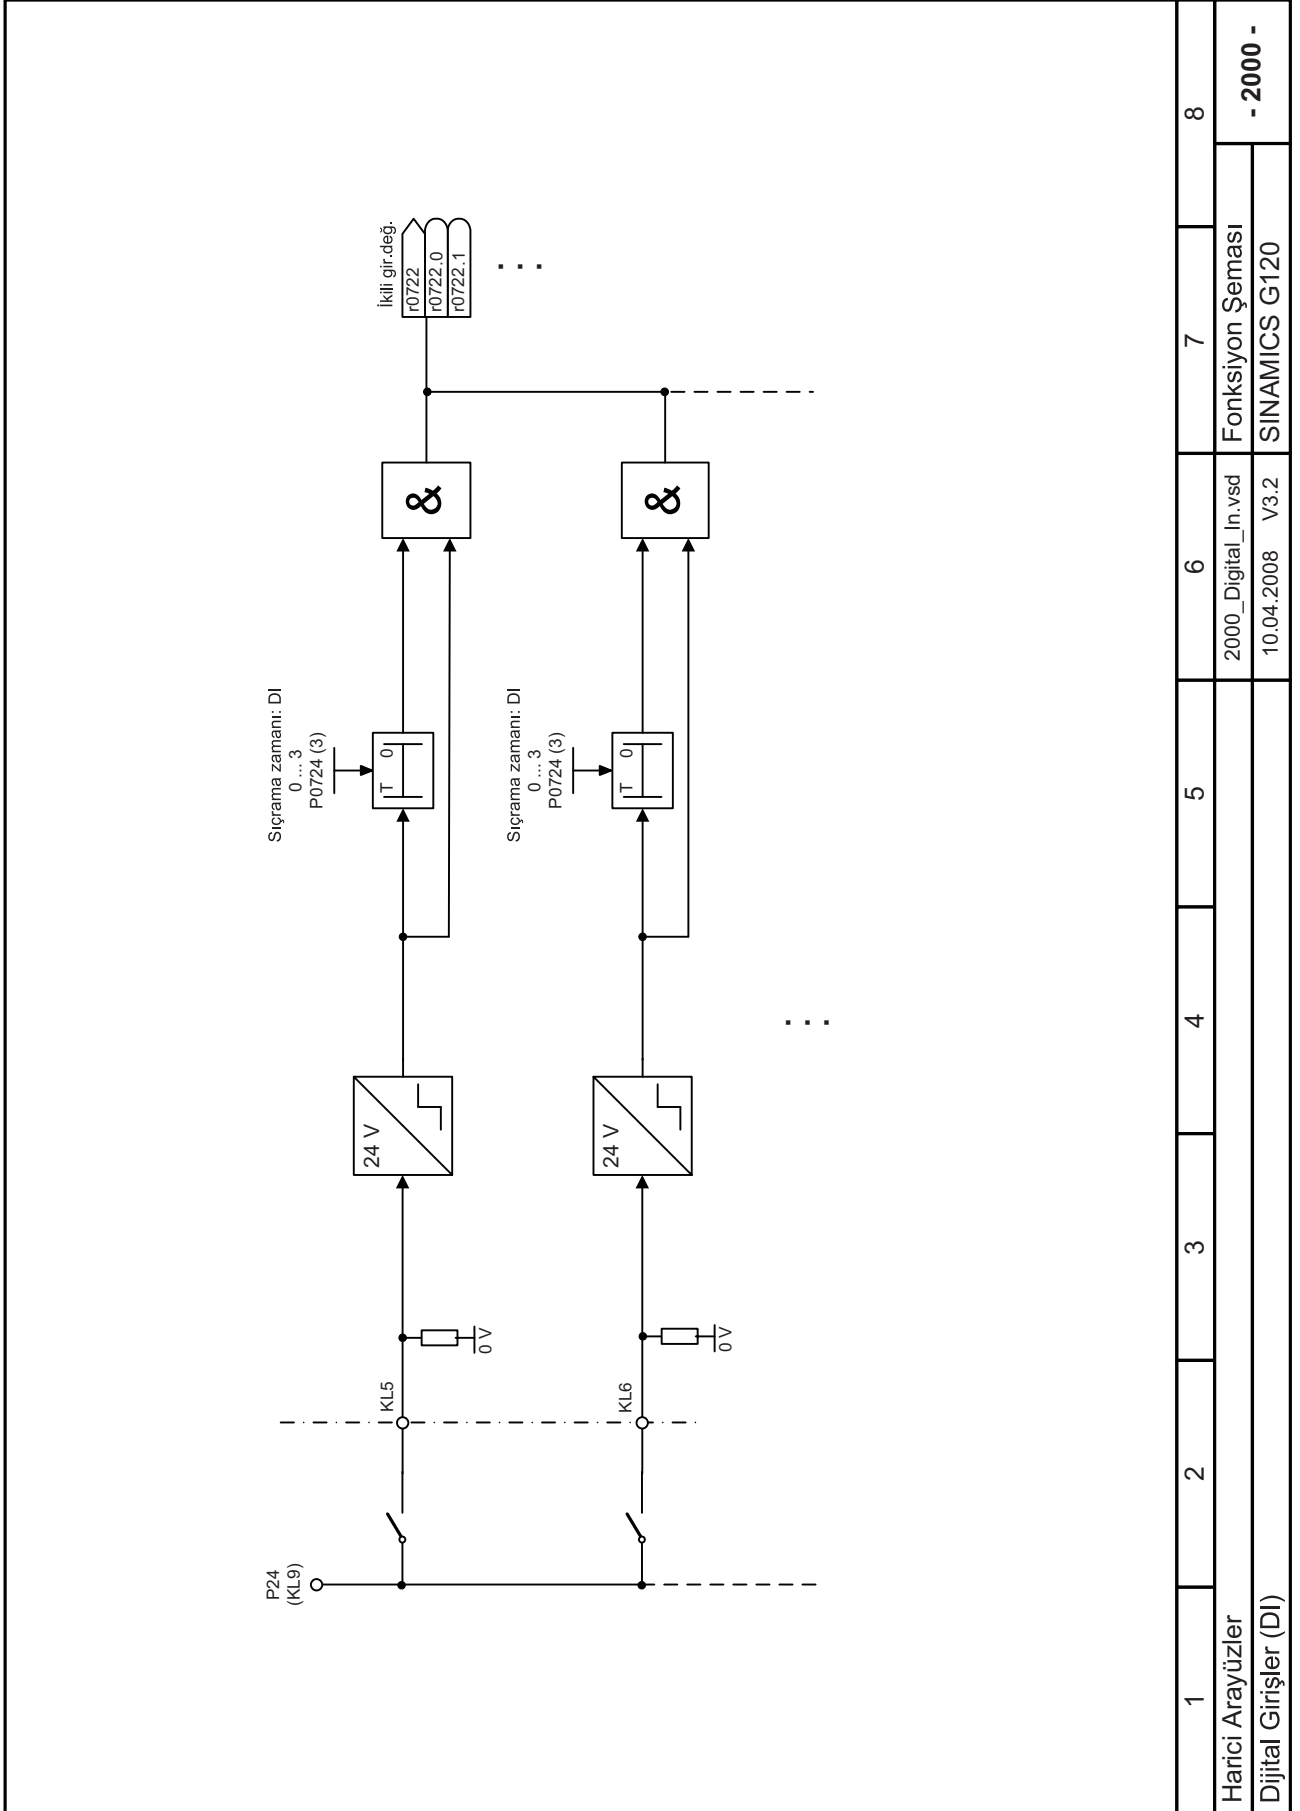 P24
(KL9)
KL5
0 V
24 V
Sıçrama zamanı: DI
0 ... 3
P0724 (3)
T 0
&
İkili gir.değ.
r0722
r0722.0
r0722.1
. . .
KL6
0 V
24 V
Sıçrama zamanı: DI
0 ... 3
P0724 (3)
T 0
&
. . .
1 2 3 4 5 6 7 8
Harici Arayüzler 2000_Digital_In.vsd Fonksiyon Şeması - 2000 -
Dijital Girişler (DI) 10.04.2008 V3.2 SINAMICS G120